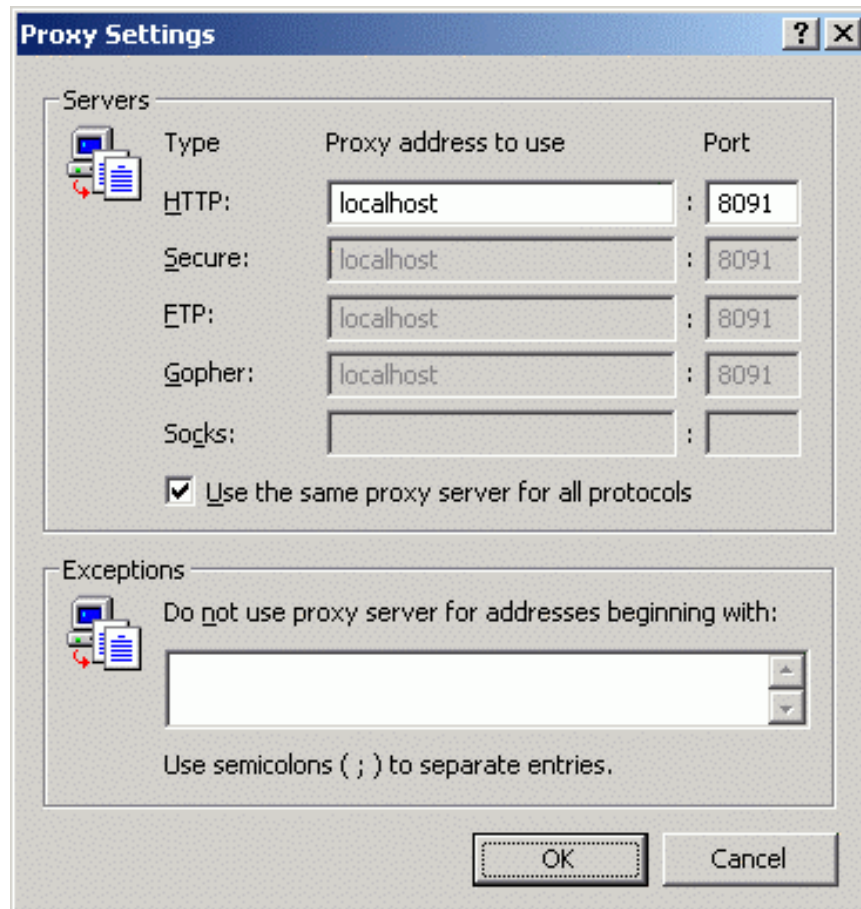 Proxy Settings
Servers
Type Proxy address to use Port
HTTP: localhost : 8091
Secure: localhost : 8091
FTP: localhost : 8091
Gopher: localhost : 8091
Socks: :
Use the same proxy server for all protocols
Exceptions
Do not use proxy server for addresses beginning with:
Use semicolons ( ; ) to separate entries.
OK Cancel